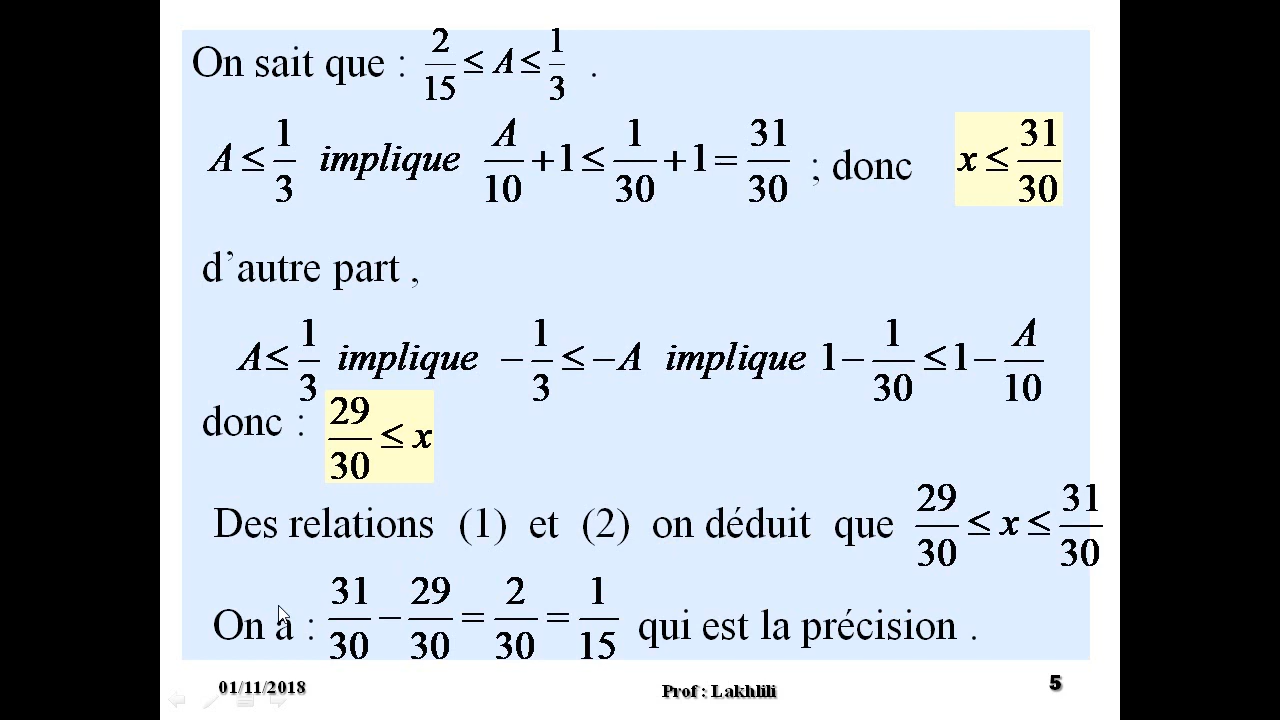 On sait que : 2/15 ≤ A ≤ 1/3 .
A ≤ 1/3 implique A/10 + 1 ≤ 1/30 + 1 = 31/30 ; donc x ≤ 31/30
d’autre part ,
A ≤ 1/3 implique − 1/3 ≤ − A implique 1 − 1/30 ≤ 1 − A/10
donc : 29/30 ≤ x
Des relations (1) et (2) on déduit que 29/30 ≤ x ≤ 31/30
On a : 31/30 − 29/30 = 2/30 = 1/15 qui est la précision .
01/11/2018 Prof : Lakhlili 5